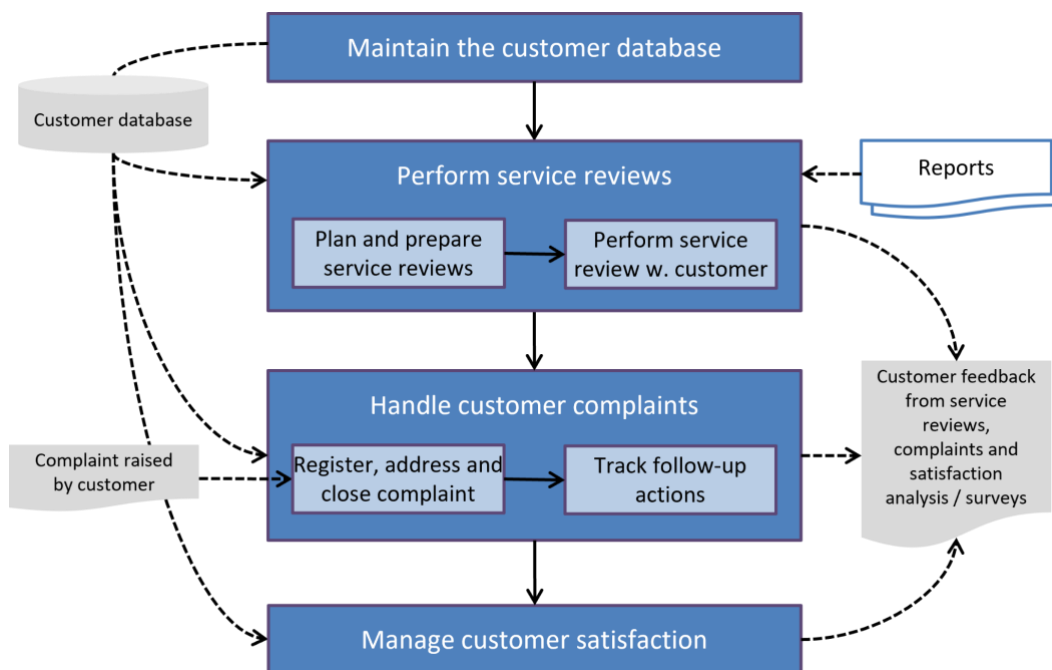 Maintain the customer database
Customer database
Perform service reviews
Reports
Plan and prepare
service reviews
Perform service
review w. customer
Handle customer complaints
Customer feedback
from service
reviews,
complaints and
satisfaction
analysis / surveys
Complaint raised
by customer
Register, address and
close complaint
Track follow-up
actions
Manage customer satisfaction